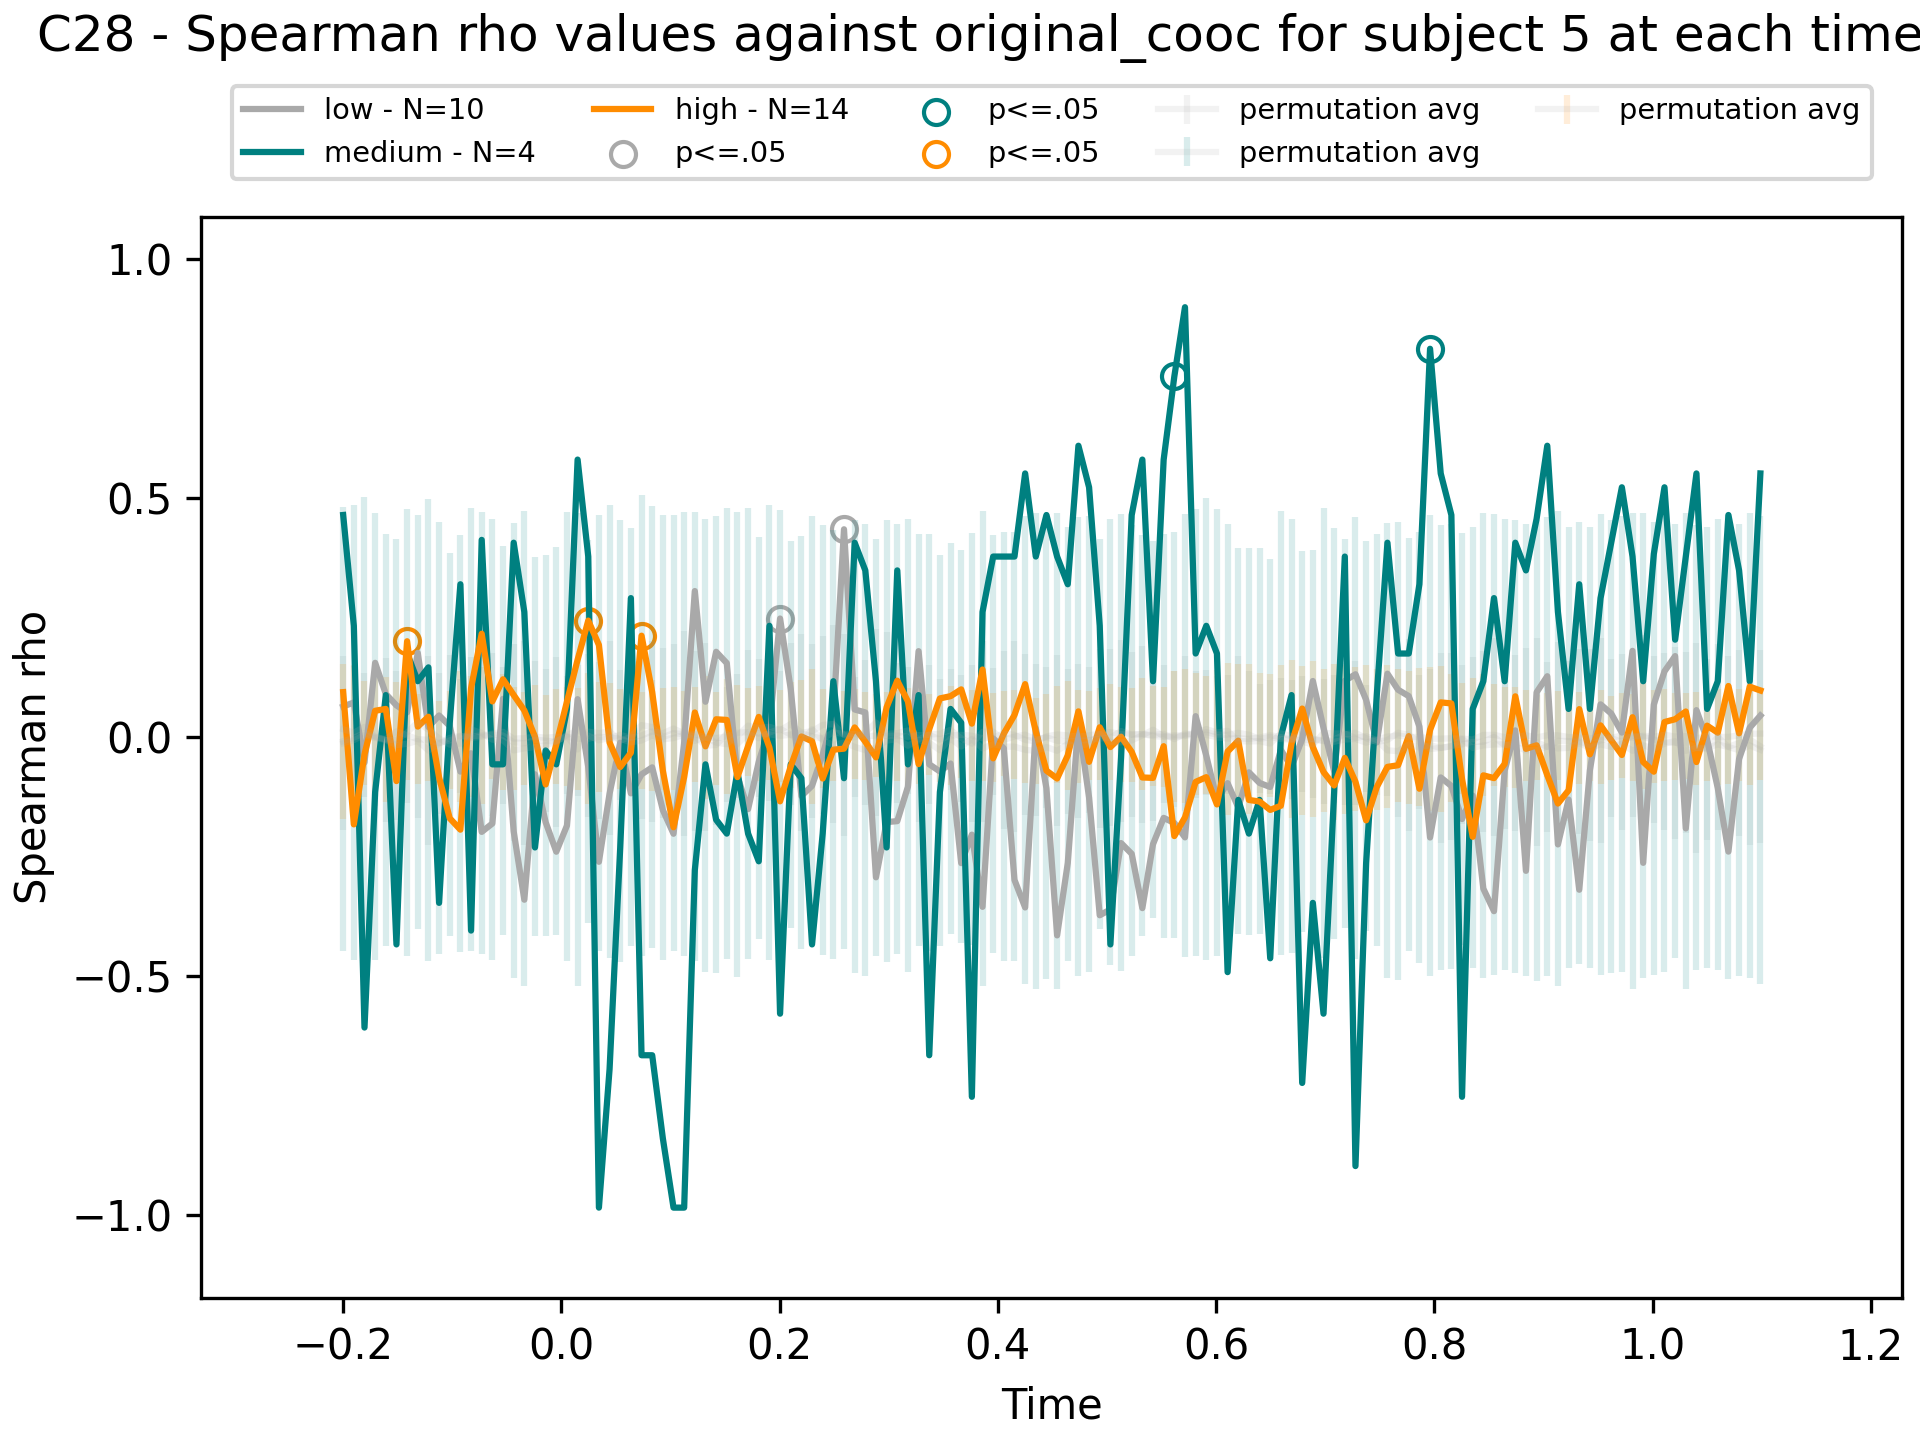 C28 - Spearman rho values against original_cooc for subject 5 at each time
low - N=10
medium - N=4
high - N=14
p<=.05
p<=.05
p<=.05
permutation avg
permutation avg
permutation avg
Spearman rho
1.0
0.5
0.0
−0.5
−1.0
−0.2
0.0
0.2
0.4
0.6
0.8
1.0
1.2
Time